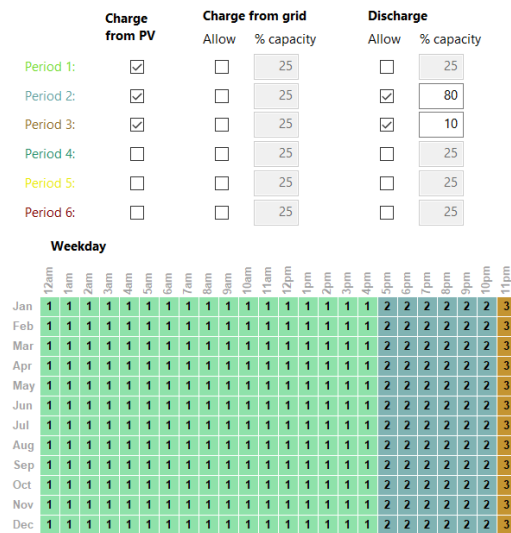 Charge from PV Charge from grid Discharge
Allow % capacity Allow % capacity
Period 1: 25 25
Period 2: 25 80
Period 3: 25 10
Period 4: 25 25
Period 5: 25 25
Period 6: 25 25
Weekday
12am 1am 2am 3am 4am 5am 6am 7am 8am 9am 10am 11am 12pm 1pm 2pm 3pm 4pm 5pm 6pm 7pm 8pm 9pm 10pm 11pm
Jan 1 1 1 1 1 1 1 1 1 1 1 1 1 1 1 1 1 2 2 2 2 2 2 3
Feb 1 1 1 1 1 1 1 1 1 1 1 1 1 1 1 1 1 2 2 2 2 2 2 3
Mar 1 1 1 1 1 1 1 1 1 1 1 1 1 1 1 1 1 2 2 2 2 2 2 3
Apr 1 1 1 1 1 1 1 1 1 1 1 1 1 1 1 1 1 2 2 2 2 2 2 3
May 1 1 1 1 1 1 1 1 1 1 1 1 1 1 1 1 1 2 2 2 2 2 2 3
Jun 1 1 1 1 1 1 1 1 1 1 1 1 1 1 1 1 1 2 2 2 2 2 2 3
Jul 1 1 1 1 1 1 1 1 1 1 1 1 1 1 1 1 1 2 2 2 2 2 2 3
Aug 1 1 1 1 1 1 1 1 1 1 1 1 1 1 1 1 1 2 2 2 2 2 2 3
Sep 1 1 1 1 1 1 1 1 1 1 1 1 1 1 1 1 1 2 2 2 2 2 2 3
Oct 1 1 1 1 1 1 1 1 1 1 1 1 1 1 1 1 1 2 2 2 2 2 2 3
Nov 1 1 1 1 1 1 1 1 1 1 1 1 1 1 1 1 1 2 2 2 2 2 2 3
Dec 1 1 1 1 1 1 1 1 1 1 1 1 1 1 1 1 1 2 2 2 2 2 2 3